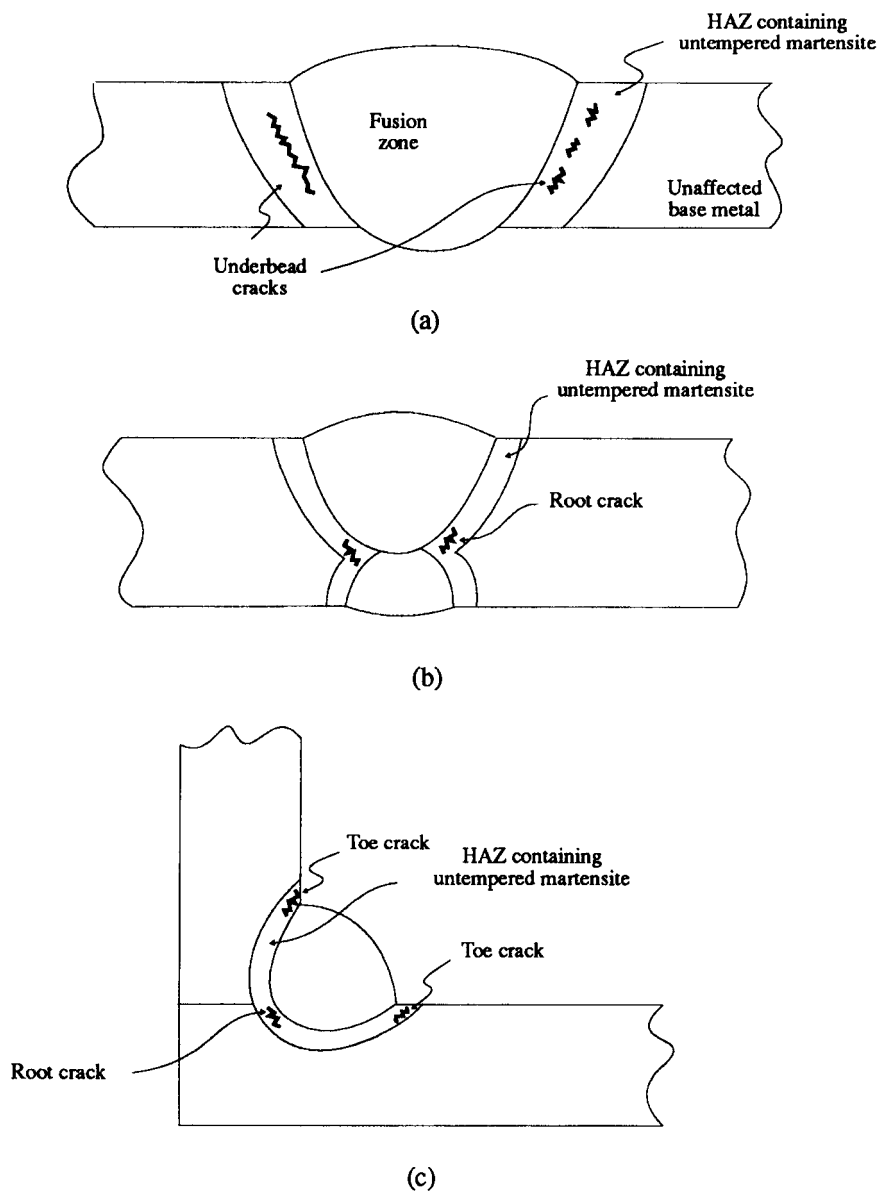 HAZ containing
untempered martensite
Fusion
zone
Unaffected
base metal
Underbead
cracks
(a)
HAZ containing
untempered martensite
Root crack
(b)
Toe crack
HAZ containing
untempered martensite
Toe crack
Root crack
(c)